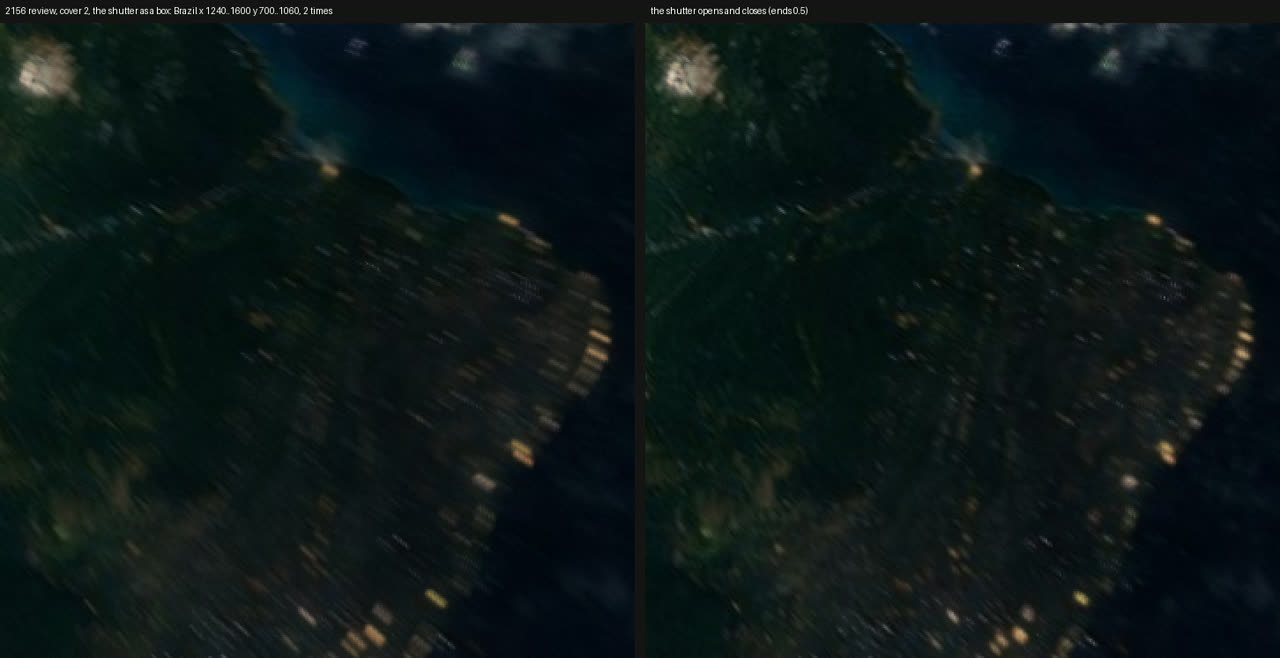 2156 review, cover 2, the shutter as a box: Brazil x 1240..1600 y 700..1060, 2 times
the shutter opens and closes (ends 0.5)